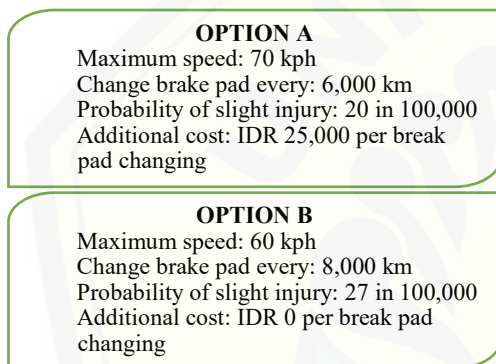 OPTION A
Maximum speed: 70 kph
Change brake pad every: 6,000 km
Probability of slight injury: 20 in 100,000
Additional cost: IDR 25,000 per break
pad changing
OPTION B
Maximum speed: 60 kph
Change brake pad every: 8,000 km
Probability of slight injury: 27 in 100,000
Additional cost: IDR 0 per break pad
changing